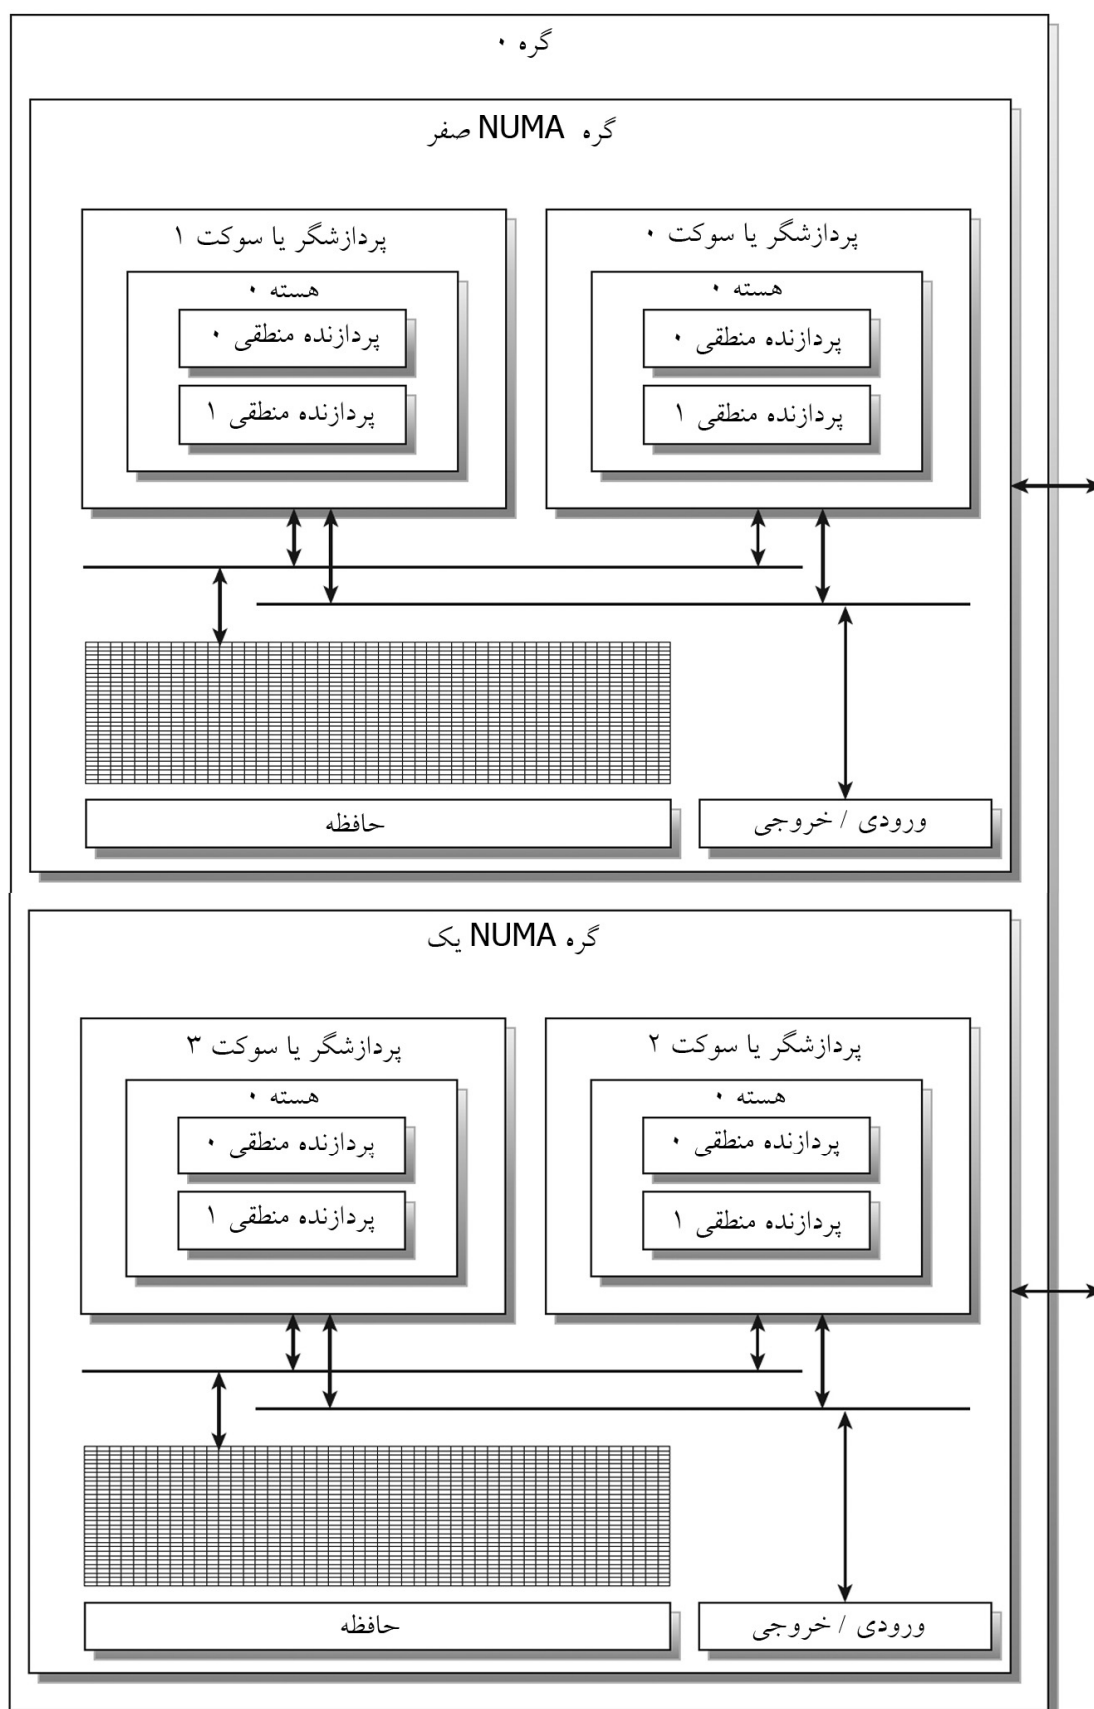 گره ۰
گره NUMA صفر
پردازشگر یا سوکت ۰
هسته ۰
پردازنده منطقی ۰
پردازنده منطقی ۱
پردازشگر یا سوکت ۱
هسته ۰
پردازنده منطقی ۰
پردازنده منطقی ۱
ورودی / خروجی
حافظه
گره NUMA یک
پردازشگر یا سوکت ۲
هسته ۰
پردازنده منطقی ۰
پردازنده منطقی ۱
پردازشگر یا سوکت ۳
هسته ۰
پردازنده منطقی ۰
پردازنده منطقی ۱
ورودی / خروجی
حافظه